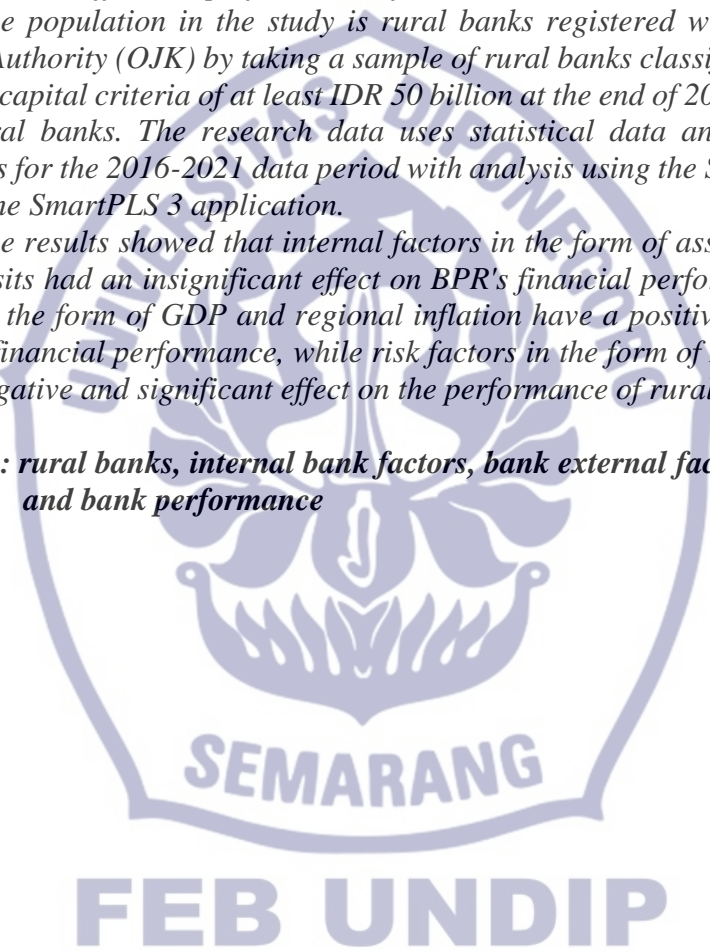 e population in the study is rural banks registered w
Authority (OJK) by taking a sample of rural banks classi
capital criteria of at least IDR 50 billion at the end of 20
ral banks. The research data uses statistical data an
s for the 2016-2021 data period with analysis using the S
he SmartPLS 3 application.
e results showed that internal factors in the form of ass
sits had an insignificant effect on BPR's financial perfo
the form of GDP and regional inflation have a positiv
financial performance, while risk factors in the form of
gative and significant effect on the performance of rural
: rural banks, internal bank factors, bank external fac
and bank performance
UNIVERSITAS DIPONEGORO
SEMARANG
FEB UNDIP